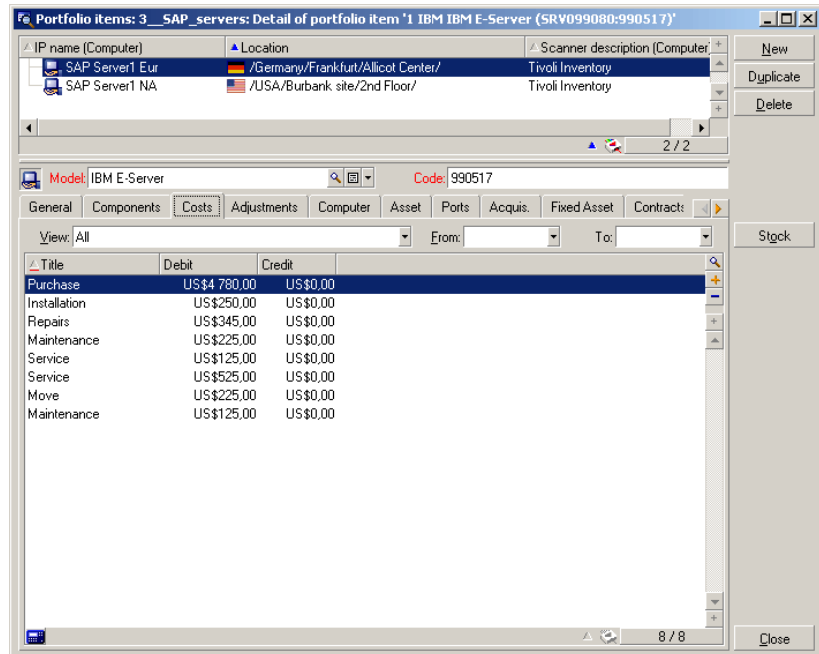 Portfolio items: 3__SAP_servers: Detail of portfolio item '1 IBM IBM E-Server (SRV099080:990517)'
IP name (Computer) Location Scanner description (Computer)
SAP Server1 Eur /Germany/Frankfurt/Allicot Center/ Tivoli Inventory
SAP Server1 NA /USA/Burbank site/2nd Floor/ Tivoli Inventory
2 / 2
New
Duplicate
Delete
Model: IBM E-Server Code: 990517
General Components Costs Adjustments Computer Asset Ports Acquis. Fixed Asset Contracts
View: All From: To: Stock
Title Debit Credit
Purchase US$4 780,00 US$0,00
Installation US$250,00 US$0,00
Repairs US$345,00 US$0,00
Maintenance US$225,00 US$0,00
Service US$125,00 US$0,00
Service US$525,00 US$0,00
Move US$225,00 US$0,00
Maintenance US$125,00 US$0,00
8 / 8
Close